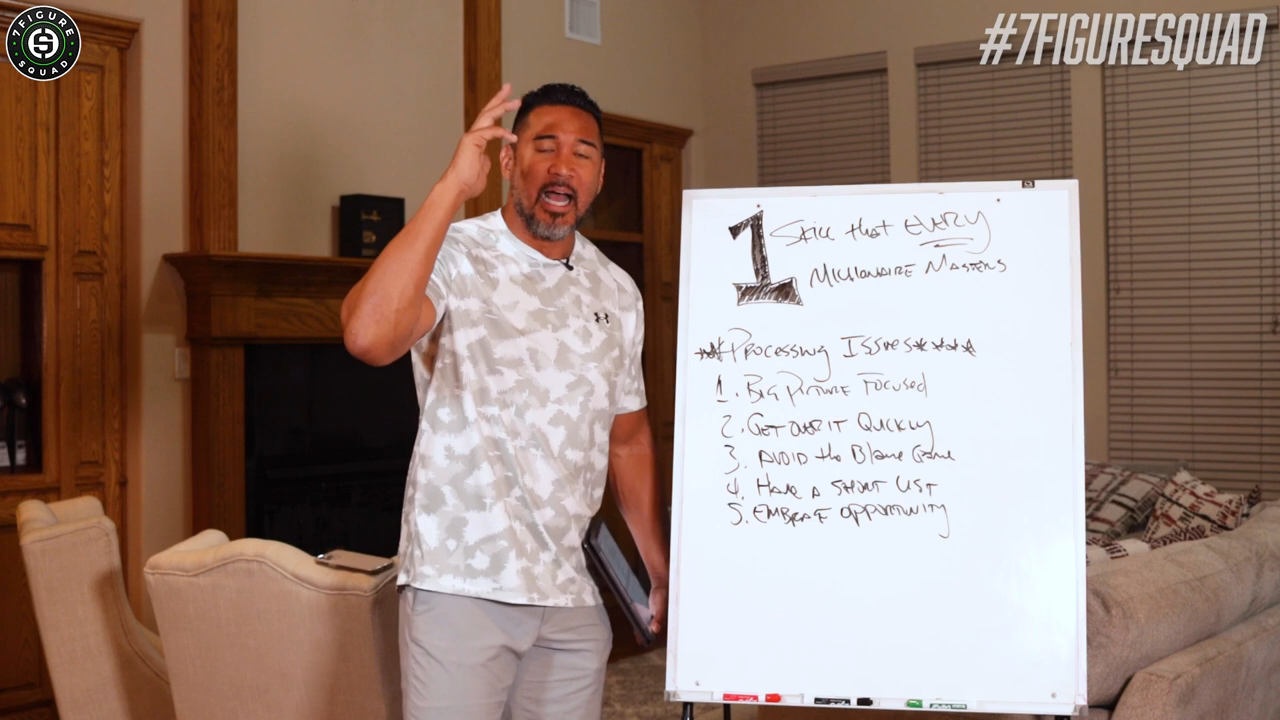 7 FIGURE
SQUAD
#7FIGURESQUAD
1 Skill that EVERY
MILLIONAIRE MASTERS
***PROCESSING ISSUES****
1. BIG PICTURE FOCUSED
2. GET OVER IT QUICKLY
3. AVOID the Blame Game
4. HAVE A SHORT LIST
5. EMBRACE OPPORTUNITY